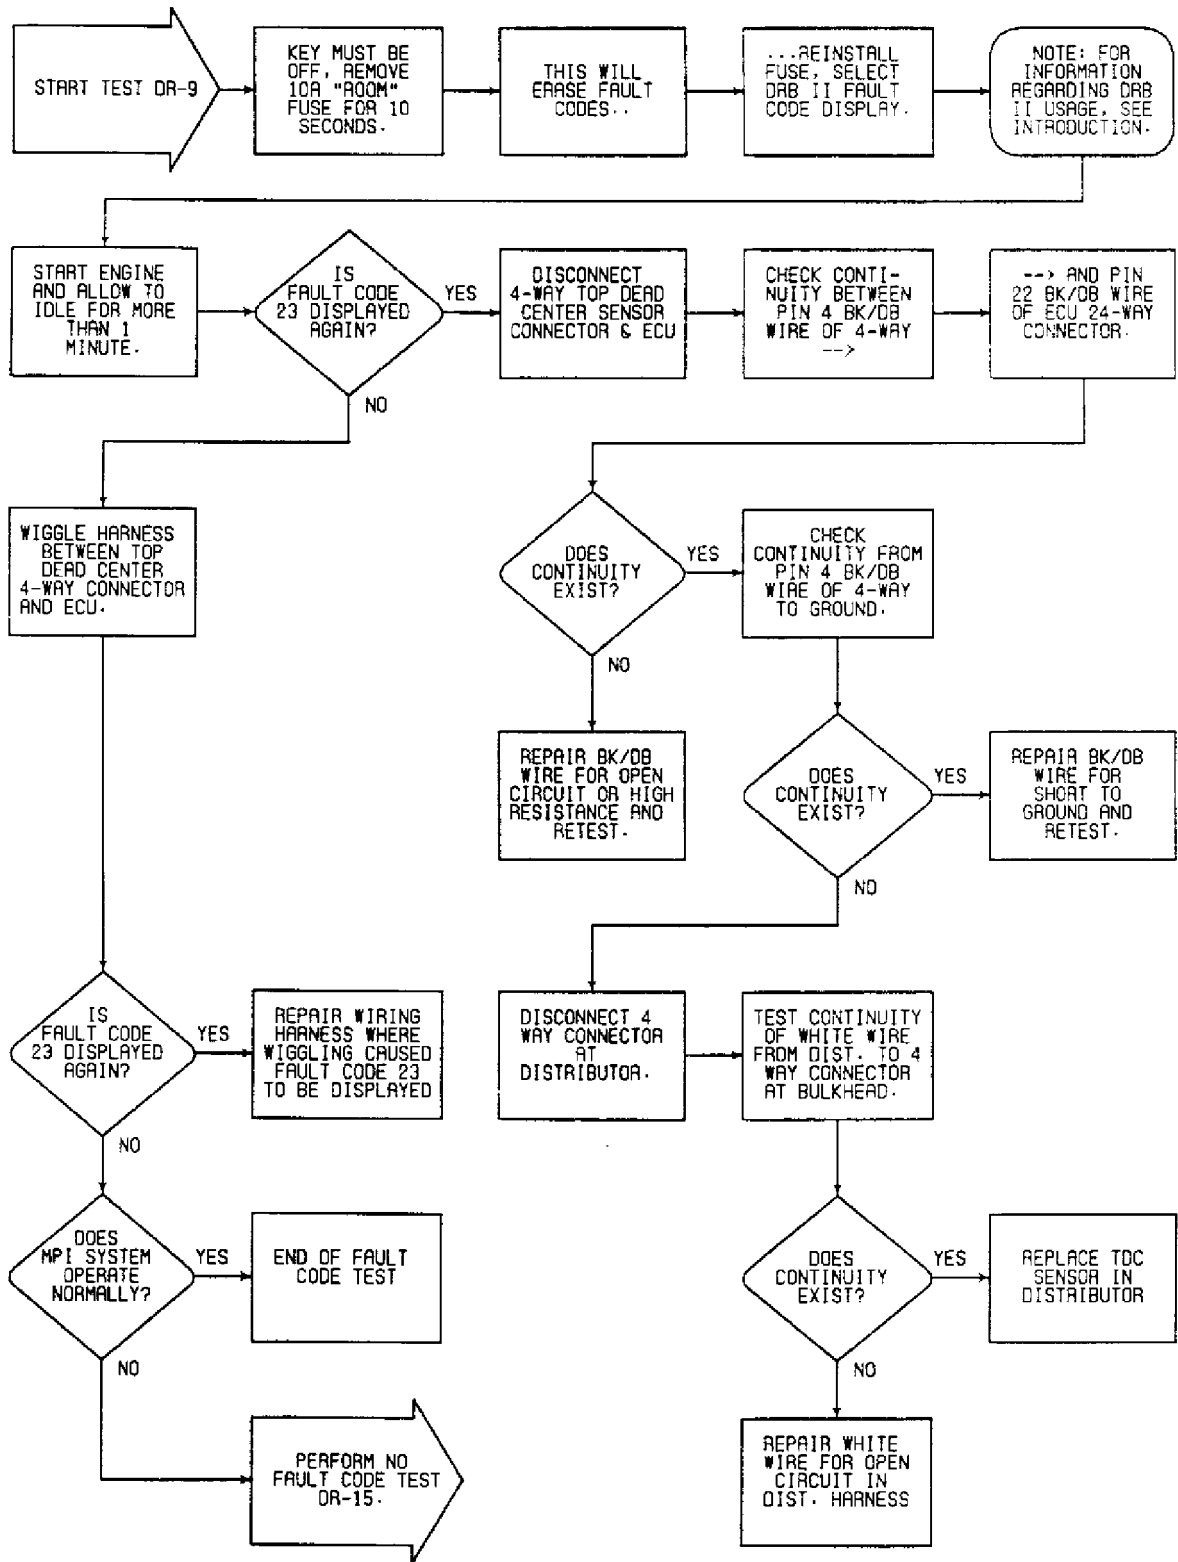 START TEST DR-9
KEY MUST BE
OFF, REMOVE
10A "ROOM"
FUSE FOR 10
SECONDS.
THIS WILL
ERASE FAULT
CODES..
...REINSTALL
FUSE, SELECT
DRB II FAULT
CODE DISPLAY.
NOTE: FOR
INFORMATION
REGARDING DRB
II USAGE, SEE
INTRODUCTION.
START ENGINE
AND ALLOW TO
IDLE FOR MORE
THAN 1
MINUTE.
IS
FAULT CODE
23 DISPLAYED
AGAIN?
YES
NO
DISCONNECT
4-WAY TOP DEAD
CENTER SENSOR
CONNECTOR & ECU
CHECK CONTI-
NUITY BETWEEN
PIN 4 BK/DB
WIRE OF 4-WAY
-->
--> AND PIN
22 BK/DB WIRE
OF ECU 24-WAY
CONNECTOR.
WIGGLE HARNESS
BETWEEN TOP
DEAD CENTER
4-WAY CONNECTOR
AND ECU.
DOES
CONTINUITY
EXIST?
YES
NO
CHECK
CONTINUITY FROM
PIN 4 BK/DB
WIRE OF 4-WAY
TO GROUND.
REPAIR BK/DB
WIRE FOR OPEN
CIRCUIT OR HIGH
RESISTANCE AND
RETEST.
DOES
CONTINUITY
EXIST?
YES
NO
REPAIR BK/DB
WIRE FOR
SHORT TO
GROUND AND
RETEST.
IS
FAULT CODE
23 DISPLAYED
AGAIN?
YES
NO
REPAIR WIRING
HARNESS WHERE
WIGGLING CAUSED
FAULT CODE 23
TO BE DISPLAYED
DISCONNECT 4
WAY CONNECTOR
AT
DISTRIBUTOR.
TEST CONTINUITY
OF WHITE WIRE
FROM DIST. TO 4
WAY CONNECTOR
AT BULKHEAD.
DOES
MPI SYSTEM
OPERATE
NORMALLY?
YES
NO
END OF FAULT
CODE TEST
DOES
CONTINUITY
EXIST?
YES
NO
REPLACE TDC
SENSOR IN
DISTRIBUTOR
PERFORM NO
FAULT CODE TEST
DR-15.
REPAIR WHITE
WIRE FOR OPEN
CIRCUIT IN
DIST. HARNESS